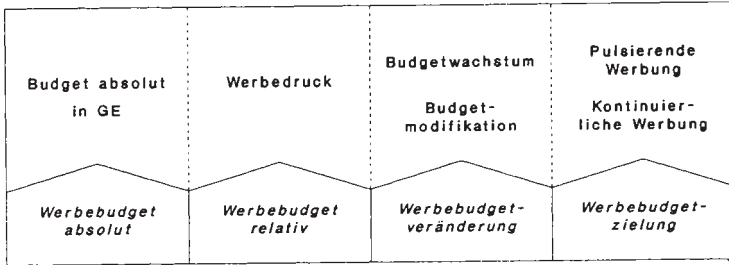 Budget absolut
in GE
Werbedruck
Budgetwachstum
Budget-
modifikation
Pulsierende
Werbung
Kontinuier-
liche Werbung
Werbebudget
absolut
Werbebudget
relativ
Werbebudget-
veränderung
Werbebudget-
zielung